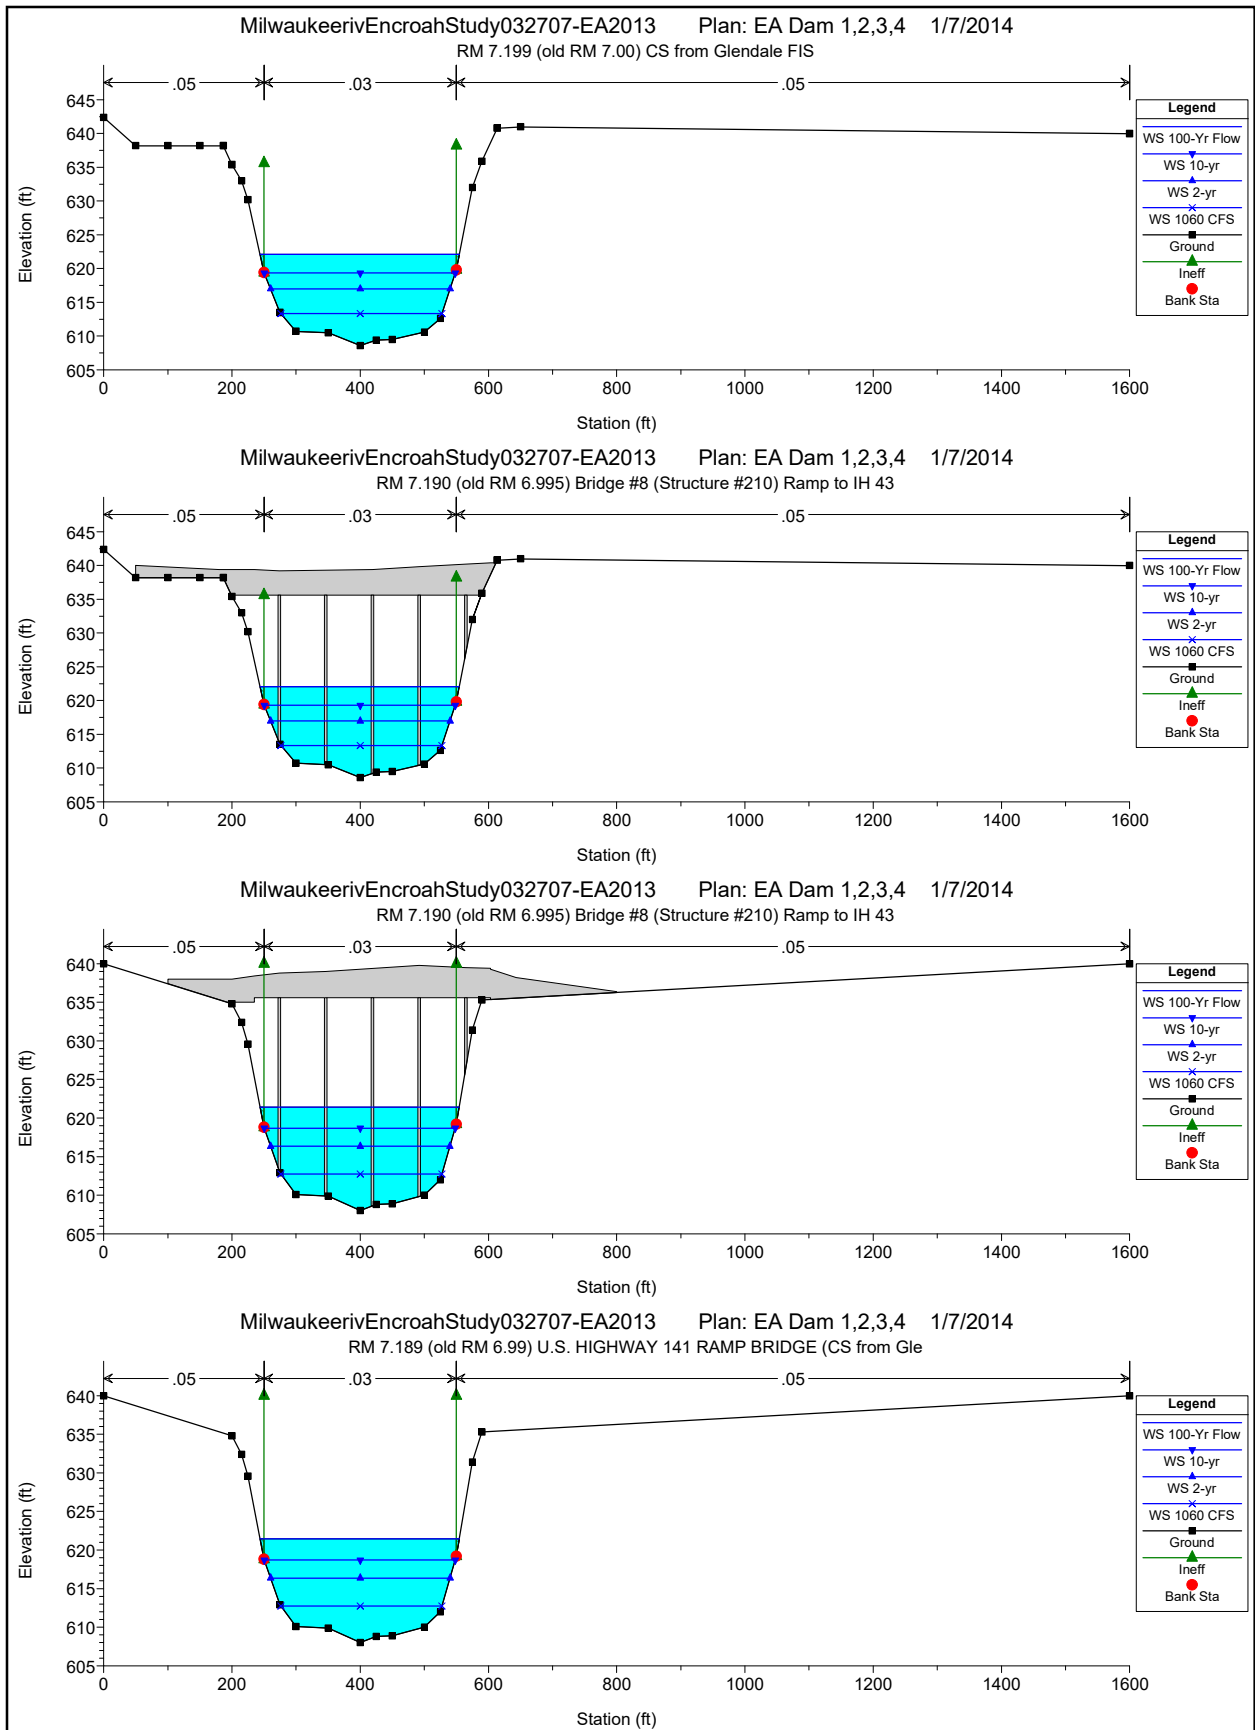 MilwaukeerivEncroahStudy032707-EA2013 Plan: EA Dam 1,2,3,4 1/7/2014
RM 7.199 (old RM 7.00) CS from Glendale FIS
.05 .03 .05
645
640
635
630
625
620
615
610
605
Elevation (ft)
0 200 400 600 800 1000 1200 1400 1600
Station (ft)
Legend
WS 100-Yr Flow
WS 10-yr
WS 2-yr
WS 1060 CFS
Ground
Ineff
Bank Sta
MilwaukeerivEncroahStudy032707-EA2013 Plan: EA Dam 1,2,3,4 1/7/2014
RM 7.190 (old RM 6.995) Bridge #8 (Structure #210) Ramp to IH 43
.05 .03 .05
645
640
635
630
625
620
615
610
605
Elevation (ft)
0 200 400 600 800 1000 1200 1400 1600
Station (ft)
Legend
WS 100-Yr Flow
WS 10-yr
WS 2-yr
WS 1060 CFS
Ground
Ineff
Bank Sta
MilwaukeerivEncroahStudy032707-EA2013 Plan: EA Dam 1,2,3,4 1/7/2014
RM 7.190 (old RM 6.995) Bridge #8 (Structure #210) Ramp to IH 43
.05 .03 .05
640
635
630
625
620
615
610
605
Elevation (ft)
0 200 400 600 800 1000 1200 1400 1600
Station (ft)
Legend
WS 100-Yr Flow
WS 10-yr
WS 2-yr
WS 1060 CFS
Ground
Ineff
Bank Sta
MilwaukeerivEncroahStudy032707-EA2013 Plan: EA Dam 1,2,3,4 1/7/2014
RM 7.189 (old RM 6.99) U.S. HIGHWAY 141 RAMP BRIDGE (CS from Gle
.05 .03 .05
640
635
630
625
620
615
610
605
Elevation (ft)
0 200 400 600 800 1000 1200 1400 1600
Station (ft)
Legend
WS 100-Yr Flow
WS 10-yr
WS 2-yr
WS 1060 CFS
Ground
Ineff
Bank Sta